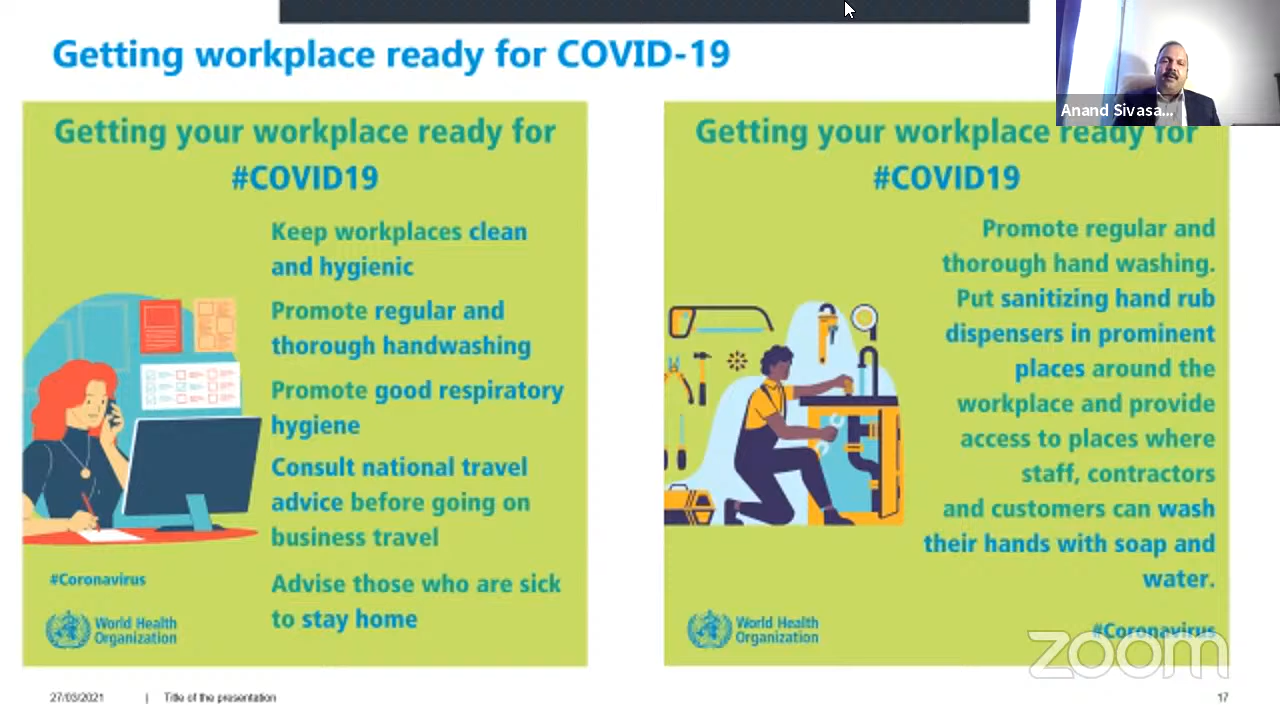 Getting workplace ready for COVID-19
Anand Sivasa...
Getting your workplace ready for
#COVID19
Keep workplaces clean
and hygienic
Promote regular and
thorough handwashing
Promote good respiratory
hygiene
Consult national travel
advice before going on
business travel
Advise those who are sick
to stay home
#Coronavirus
World Health
Organization
Getting your workplace ready for
#COVID19
Promote regular and
thorough hand washing.
Put sanitizing hand rub
dispensers in prominent
places around the
workplace and provide
access to places where
staff, contractors
and customers can wash
their hands with soap and
water.
#Coronavirus
World Health
Organization
zoom
27/03/2021 | Title of the presentation
17